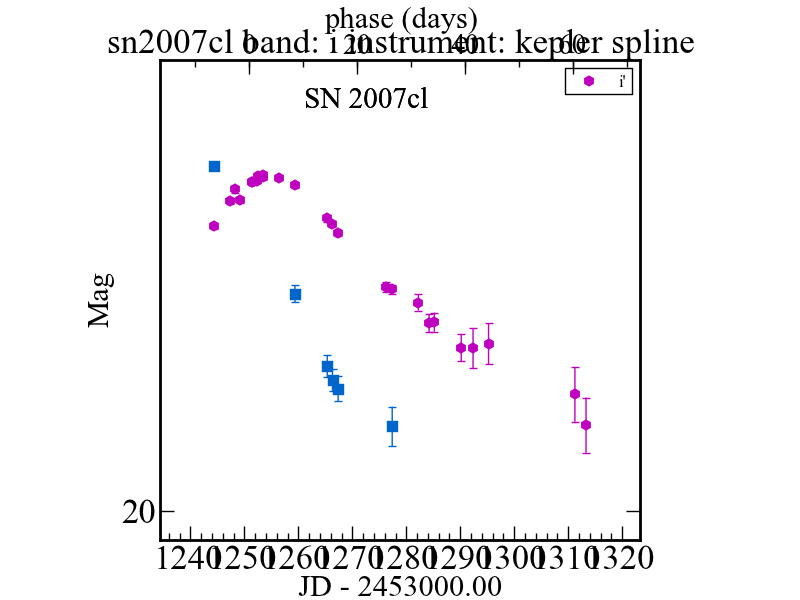 phase (days)
sn2007cl band: i instrument: kepler spline
0 20 40 60
i'
SN 2007cl
Mag
20
1240 1250 1260 1270 1280 1290 1300 1310 1320
JD - 2453000.00